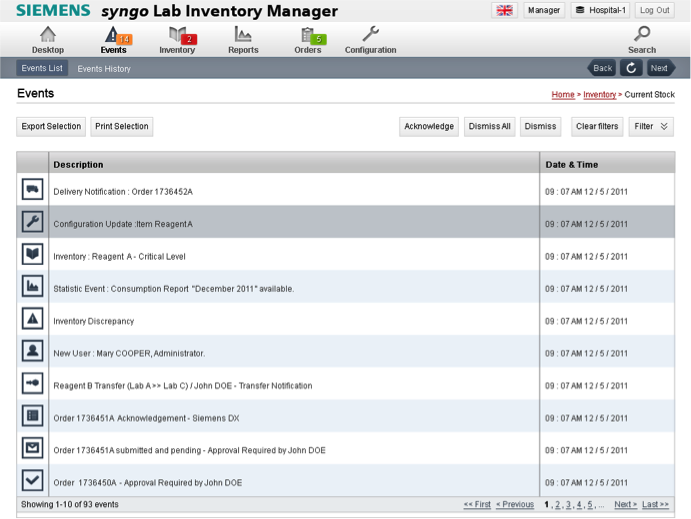 SIEMENS syngo Lab Inventory Manager
Manager Hospital-1 Log Out
14 2 5
Desktop Events Inventory Reports Orders Configuration Search
Events List Events History Back Next
Events Home > Inventory > Current Stock
Export Selection Print Selection Acknowledge Dismiss All Dismiss Clear filters Filter
Description Date & Time
Delivery Notification : Order 1736452A 09 : 07 AM 12 / 5 / 2011
Configuration Update :Item Reagent A 09 : 07 AM 12 / 5 / 2011
Inventory : Reagent A - Critical Level 09 : 07 AM 12 / 5 / 2011
Statistic Event : Consumption Report "December 2011" available. 09 : 07 AM 12 / 5 / 2011
Inventory Discrepancy 09 : 07 AM 12 / 5 / 2011
New User : Mary COOPER, Administrator. 09 : 07 AM 12 / 5 / 2011
Reagent B Transfer (Lab A >> Lab C) / John DOE - Transfer Notification 09 : 07 AM 12 / 5 / 2011
Order 1736451A Acknowledgement - Siemens DX 09 : 07 AM 12 / 5 / 2011
Order 1736451A submitted and pending - Approval Required by John DOE 09 : 07 AM 12 / 5 / 2011
Order 1736450A - Approval Required by John DOE 09 : 07 AM 12 / 5 / 2011
Showing 1-10 of 93 events << First < Previous 1 , 2 , 3 , 4 , 5 , ... Next > Last >>